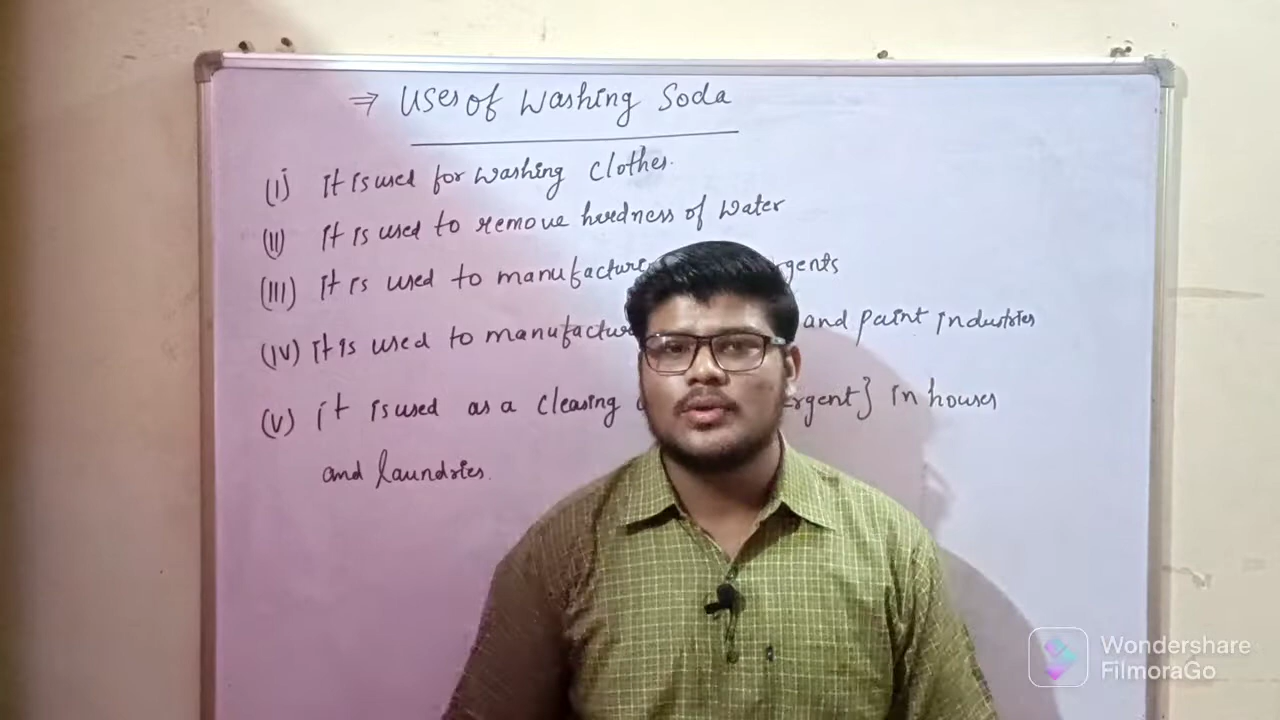 ⇒ Uses of Washing Soda
(I) It is used for washing clothes.
(II) It is used to remove hardness of water
(III) It is used to manufacture gents
(IV) It is used to manufacture and paint industries
(V) it is used as a cleasing ergent} in houses
and laundries.
Wondershare
FilmoraGo